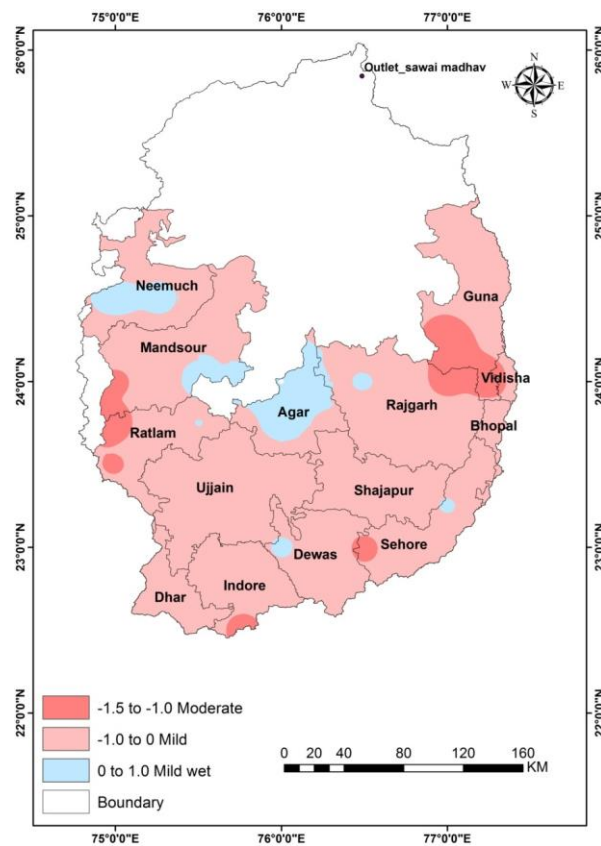 75°0'0"E 76°0'0"E 77°0'0"E
26°0'0"N 26°0'0"N
Outlet_sawai madhav
N
W E
S
25°0'0"N 25°0'0"N
Neemuch
Guna
Mandsour
24°0'0"N 24°0'0"N
Vidisha
Agar
Rajgarh
Bhopal
Ratlam
Ujjain
Shajapur
23°0'0"N 23°0'0"N
Sehore
Dewas
Indore
Dhar
22°0'0"N 22°0'0"N
-1.5 to -1.0 Moderate
-1.0 to 0 Mild
0 to 1.0 Mild wet
Boundary
0 20 40 80 120 160
KM
75°0'0"E 76°0'0"E 77°0'0"E